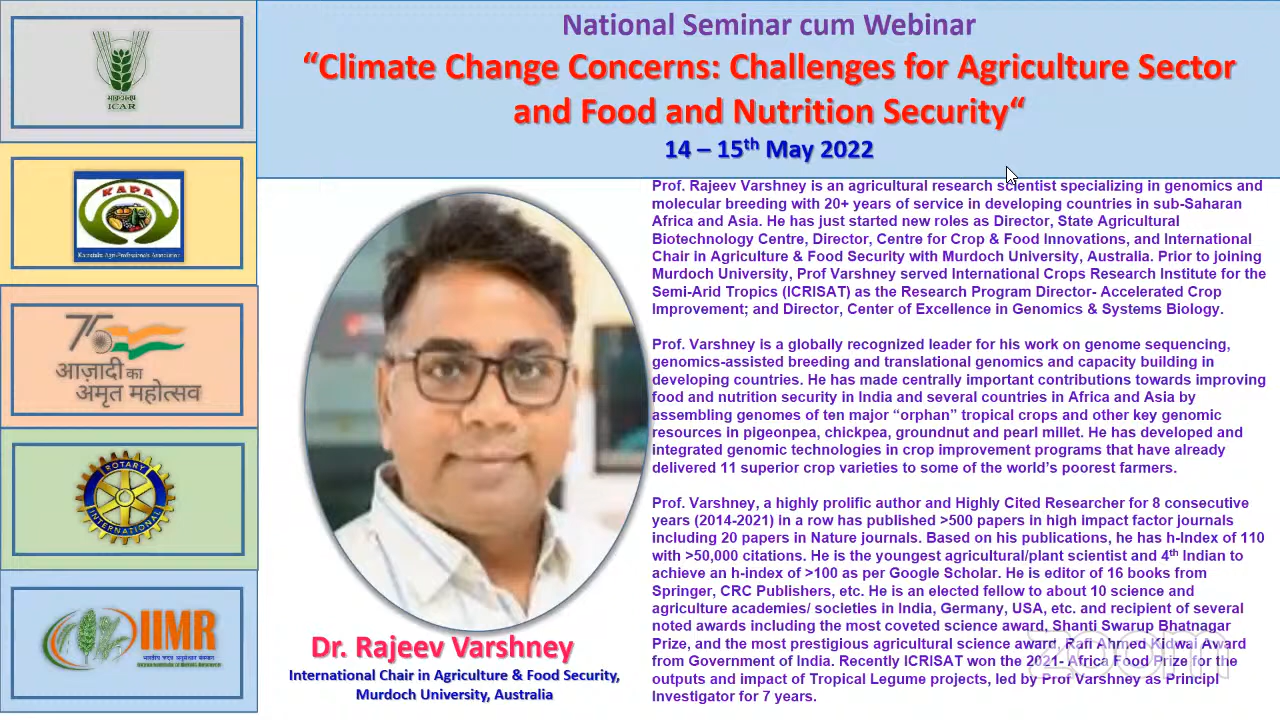 National Seminar cum Webinar
“Climate Change Concerns: Challenges for Agriculture Sector
and Food and Nutrition Security“
14 – 15th May 2022
ICAR
KAPA
Karnataka Agri-Professionals Association
75
आज़ादी का
अमृत महोत्सव
ROTARY
INTERNATIONAL
IIMR
Dr. Rajeev Varshney
International Chair in Agriculture & Food Security,
Murdoch University, Australia
Prof. Rajeev Varshney is an agricultural research scientist specializing in genomics and
molecular breeding with 20+ years of service in developing countries in sub-Saharan
Africa and Asia. He has just started new roles as Director, State Agricultural
Biotechnology Centre, Director, Centre for Crop & Food Innovations, and International
Chair in Agriculture & Food Security with Murdoch University, Australia. Prior to joining
Murdoch University, Prof Varshney served International Crops Research Institute for the
Semi-Arid Tropics (ICRISAT) as the Research Program Director- Accelerated Crop
Improvement; and Director, Center of Excellence in Genomics & Systems Biology.
Prof. Varshney is a globally recognized leader for his work on genome sequencing,
genomics-assisted breeding and translational genomics and capacity building in
developing countries. He has made centrally important contributions towards improving
food and nutrition security in India and several countries in Africa and Asia by
assembling genomes of ten major “orphan” tropical crops and other key genomic
resources in pigeonpea, chickpea, groundnut and pearl millet. He has developed and
integrated genomic technologies in crop improvement programs that have already
delivered 11 superior crop varieties to some of the world’s poorest farmers.
Prof. Varshney, a highly prolific author and Highly Cited Researcher for 8 consecutive
years (2014-2021) in a row has published >500 papers in high impact factor journals
including 20 papers in Nature journals. Based on his publications, he has h-Index of 110
with >50,000 citations. He is the youngest agricultural/plant scientist and 4th Indian to
achieve an h-index of >100 as per Google Scholar. He is editor of 16 books from
Springer, CRC Publishers, etc. He is an elected fellow to about 10 science and
agriculture academies/ societies in India, Germany, USA, etc. and recipient of several
noted awards including the most coveted science award, Shanti Swarup Bhatnagar
Prize, and the most prestigious agricultural science award, Rafi Ahmed Kidwai Award
from Government of India. Recently ICRISAT won the 2021- Africa Food Prize for the
outputs and impact of Tropical Legume projects, led by Prof Varshney as Principl
Investigator for 7 years.
zoom